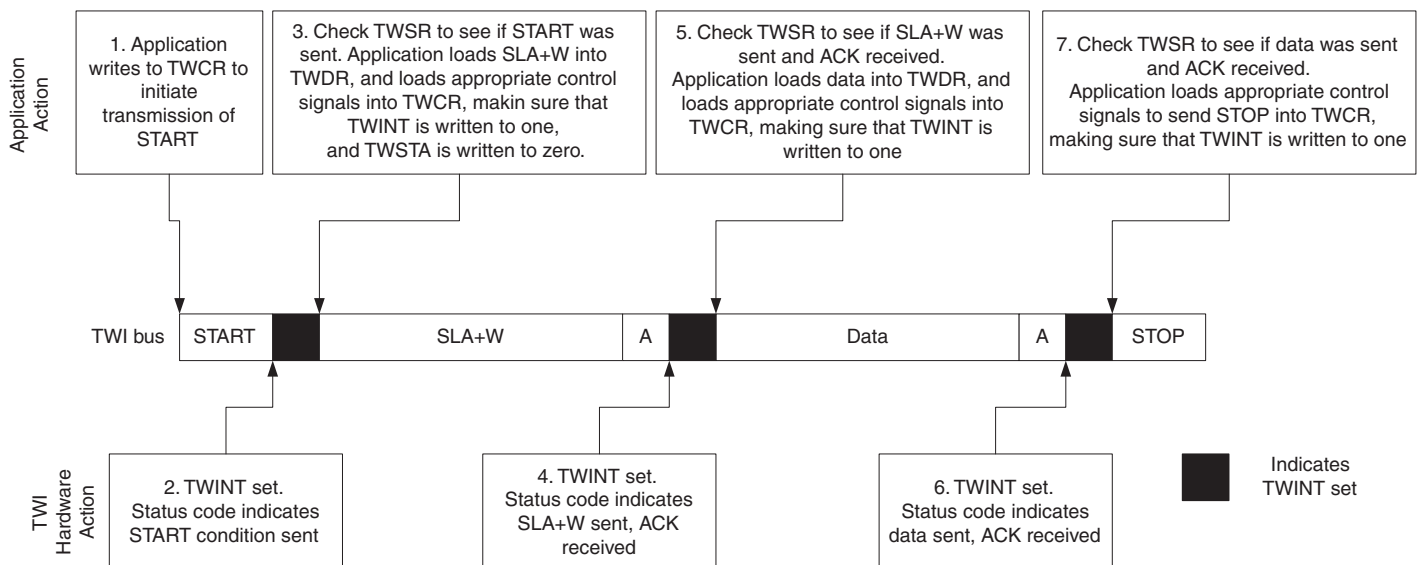 Application
Action
1. Application
writes to TWCR to
initiate
transmission of
START
3. Check TWSR to see if START was
sent. Application loads SLA+W into
TWDR, and loads appropriate control
signals into TWCR, makin sure that
TWINT is written to one,
and TWSTA is written to zero.
5. Check TWSR to see if SLA+W was
sent and ACK received.
Application loads data into TWDR, and
loads appropriate control signals into
TWCR, making sure that TWINT is
written to one
7. Check TWSR to see if data was sent
and ACK received.
Application loads appropriate control
signals to send STOP into TWCR,
making sure that TWINT is written to one
TWI bus
START
SLA+W
A
Data
A
STOP
TWI
Hardware
Action
2. TWINT set.
Status code indicates
START condition sent
4. TWINT set.
Status code indicates
SLA+W sent, ACK
received
6. TWINT set.
Status code indicates
data sent, ACK received
Indicates
TWINT set